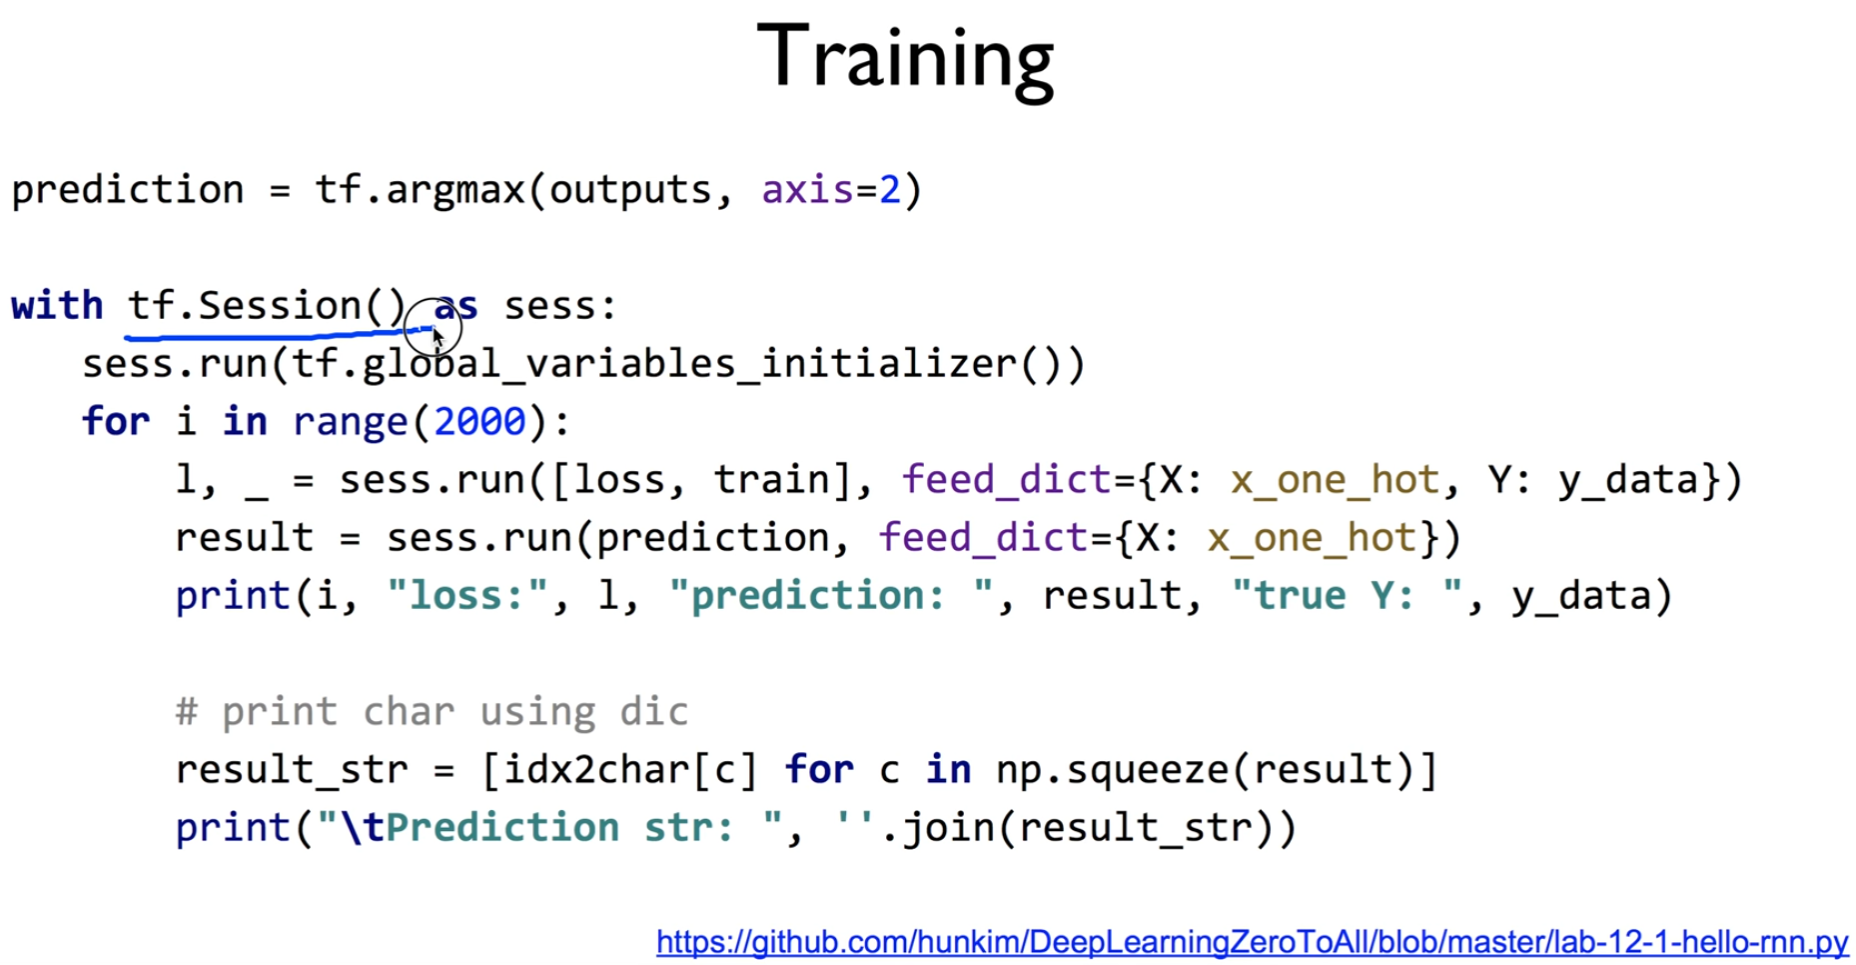 Training
prediction = tf.argmax(outputs, axis=2)
with tf.Session() as sess:
sess.run(tf.global_variables_initializer())
for i in range(2000):
l, _ = sess.run([loss, train], feed_dict={X: x_one_hot, Y: y_data})
result = sess.run(prediction, feed_dict={X: x_one_hot})
print(i, "loss:", l, "prediction: ", result, "true Y: ", y_data)
# print char using dic
result_str = [idx2char[c] for c in np.squeeze(result)]
print("\tPrediction str: ", ''.join(result_str))
https://github.com/hunkim/DeepLearningZeroToAll/blob/master/lab-12-1-hello-rnn.py